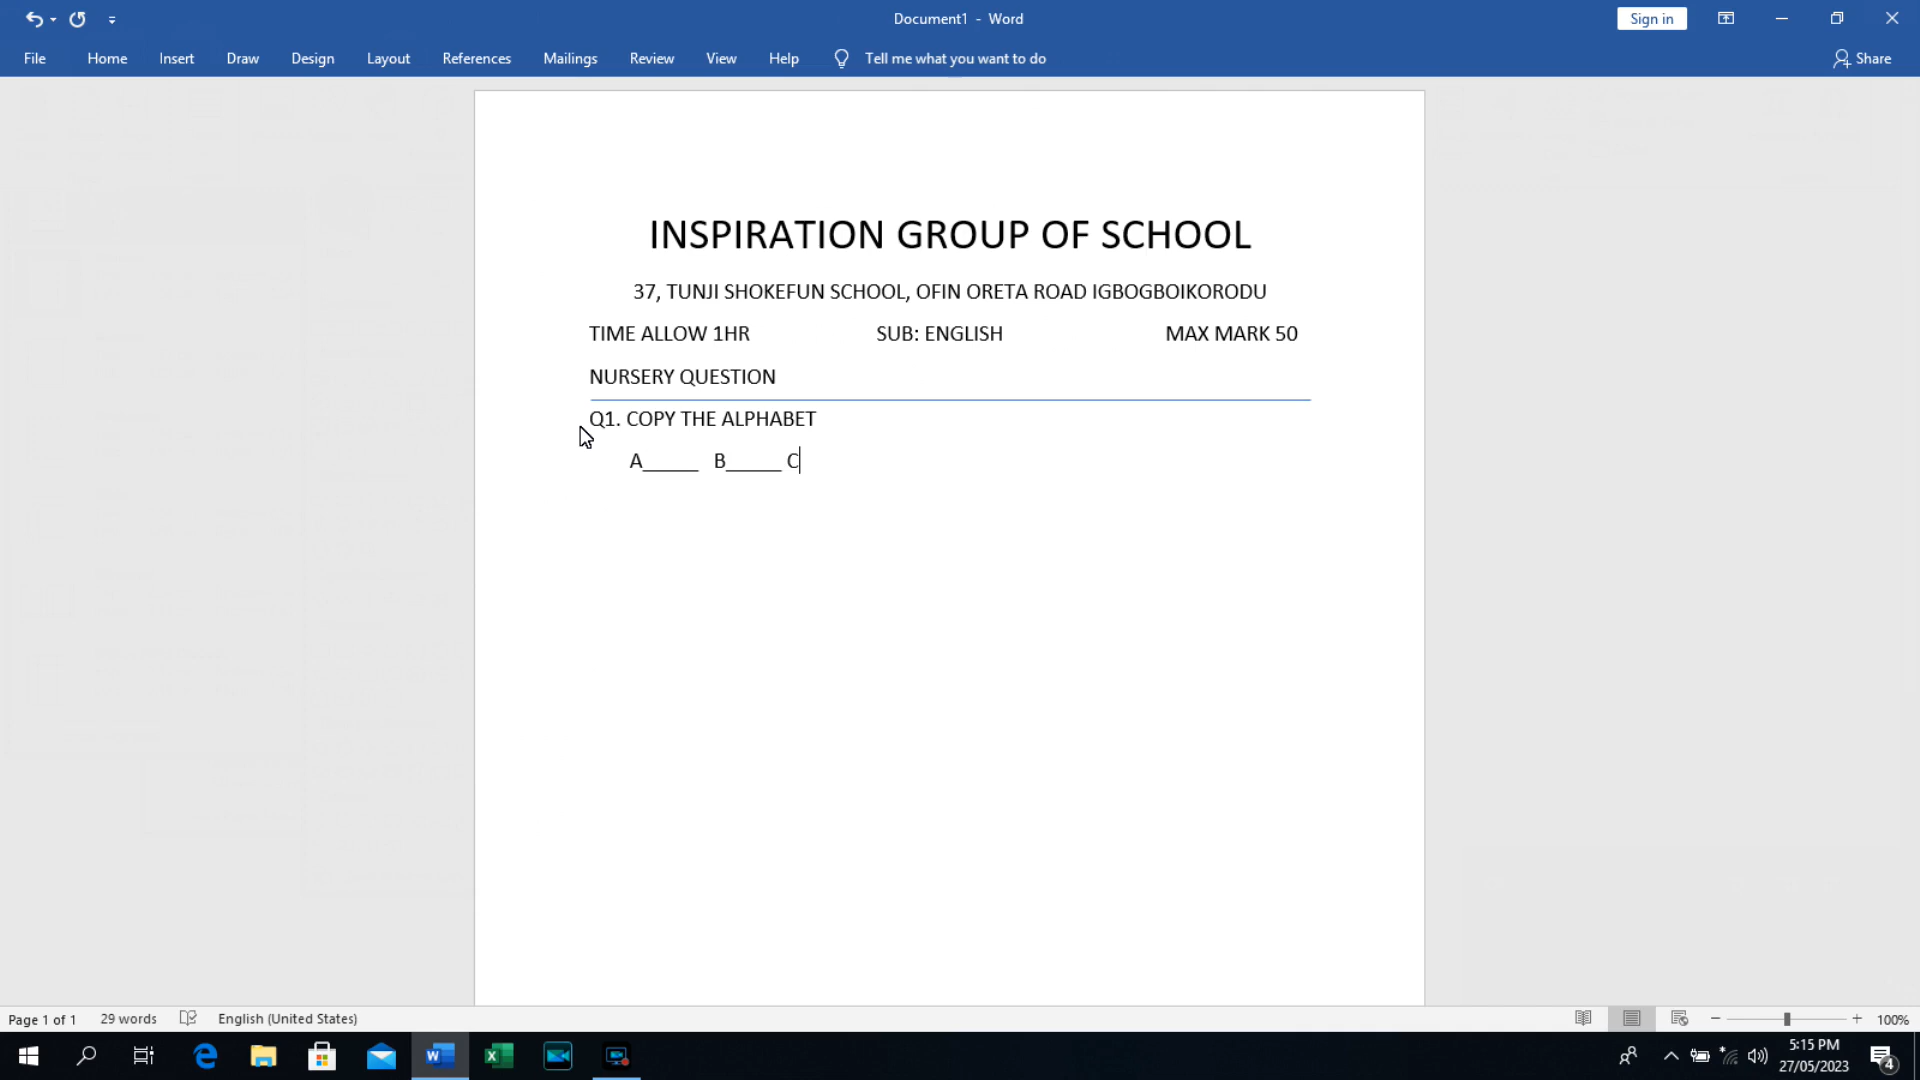 Document1 - Word
Sign in
File Home Insert Draw Design Layout References Mailings Review View Help Tell me what you want to do Share
INSPIRATION GROUP OF SCHOOL
37, TUNJI SHOKEFUN SCHOOL, OFIN ORETA ROAD IGBOGBOIKORODU
TIME ALLOW 1HR SUB: ENGLISH MAX MARK 50
NURSERY QUESTION
Q1. COPY THE ALPHABET
A_____ B_____ C
Page 1 of 1 29 words English (United States) 100%
5:15 PM
27/05/2023
4